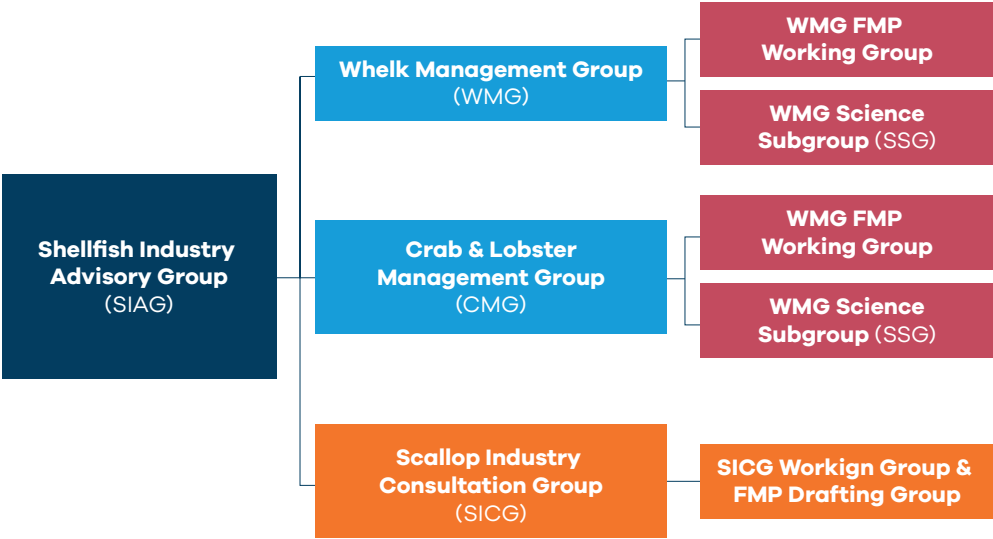 Shellfish Industry
Advisory Group
(SIAG)
Whelk Management Group
(WMG)
WMG FMP
Working Group
WMG Science
Subgroup (SSG)
Crab & Lobster
Management Group
(CMG)
WMG FMP
Working Group
WMG Science
Subgroup (SSG)
Scallop Industry
Consultation Group
(SICG)
SICG Workign Group &
FMP Drafting Group